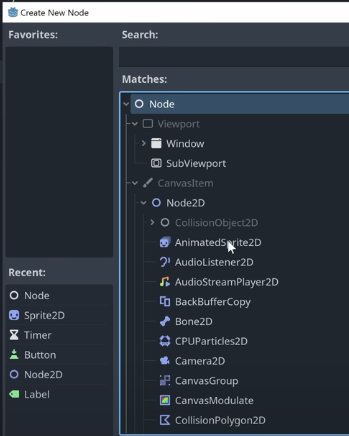 Create New Node
Favorites:
Search:
Matches:
Node
Viewport
Window
SubViewport
CanvasItem
Node2D
CollisionObject2D
AnimatedSprite2D
AudioListener2D
AudioStreamPlayer2D
BackBufferCopy
Bone2D
CPUParticles2D
Camera2D
CanvasGroup
CanvasModulate
CollisionPolygon2D
Recent:
Node
Sprite2D
Timer
Button
Node2D
Label